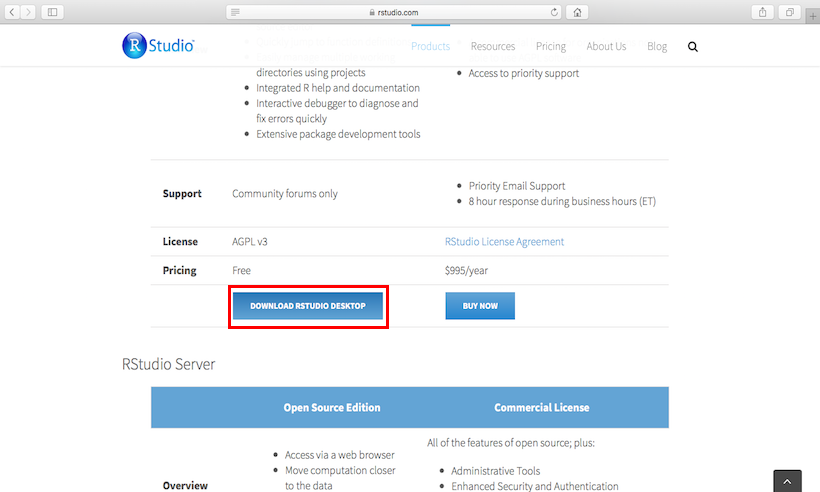 rstudio.com
R Studio
Products
Resources
Pricing
About Us
Blog
directories using projects
Integrated R help and documentation
Interactive debugger to diagnose and
fix errors quickly
Extensive package development tools
Access to priority support
Support
Community forums only
Priority Email Support
8 hour response during business hours (ET)
License
AGPL v3
RStudio License Agreement
Pricing
Free
$995/year
DOWNLOAD RSTUDIO DESKTOP
BUY NOW
RStudio Server
Open Source Edition
Commercial License
Overview
Access via a web browser
Move computation closer
to the data
All of the features of open source; plus:
Administrative Tools
Enhanced Security and Authentication